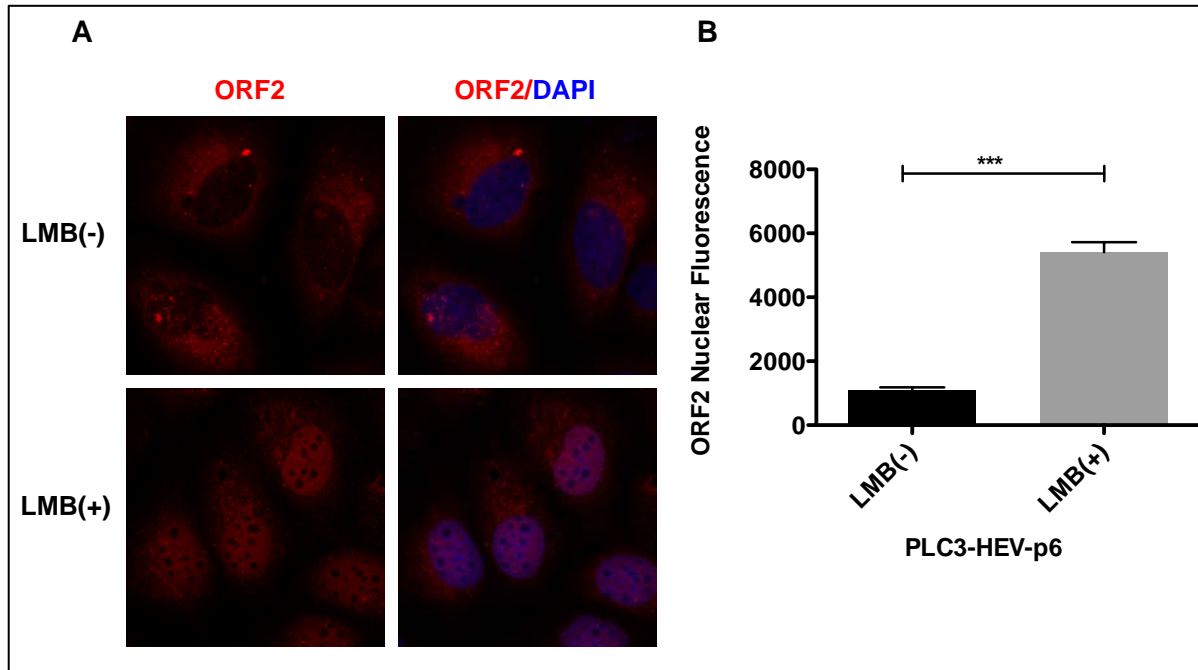 A
ORF2
ORF2/DAPI
LMB(-)
LMB(+)
B
ORF2 Nuclear Fluorescence
8000
6000
4000
2000
0
***
LMB(-)
LMB(+)
PLC3-HEV-p6